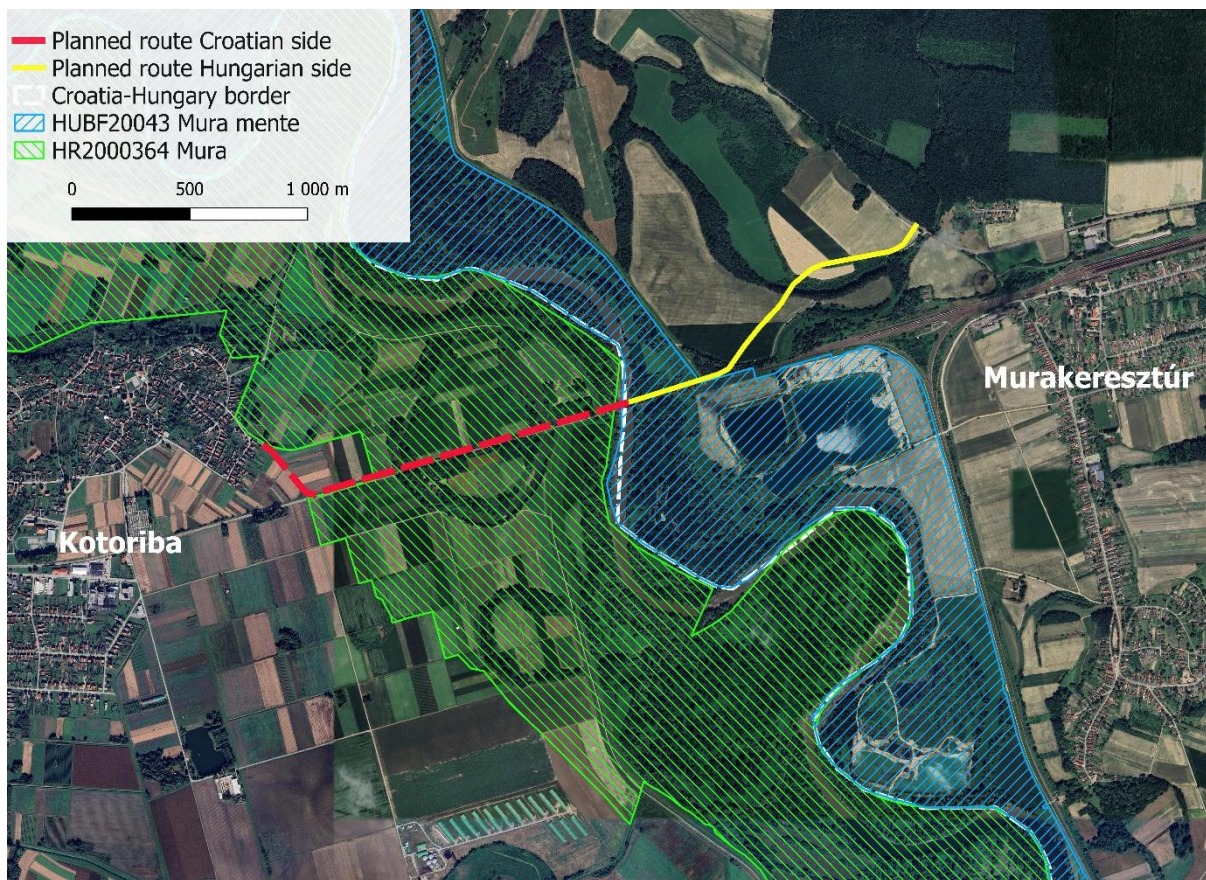 Planned route Croatian side
Planned route Hungarian side
Croatia-Hungary border
HUBF20043 Mura mente
HR2000364 Mura
0 500 1 000 m
Murakeresztúr
Kotoriba